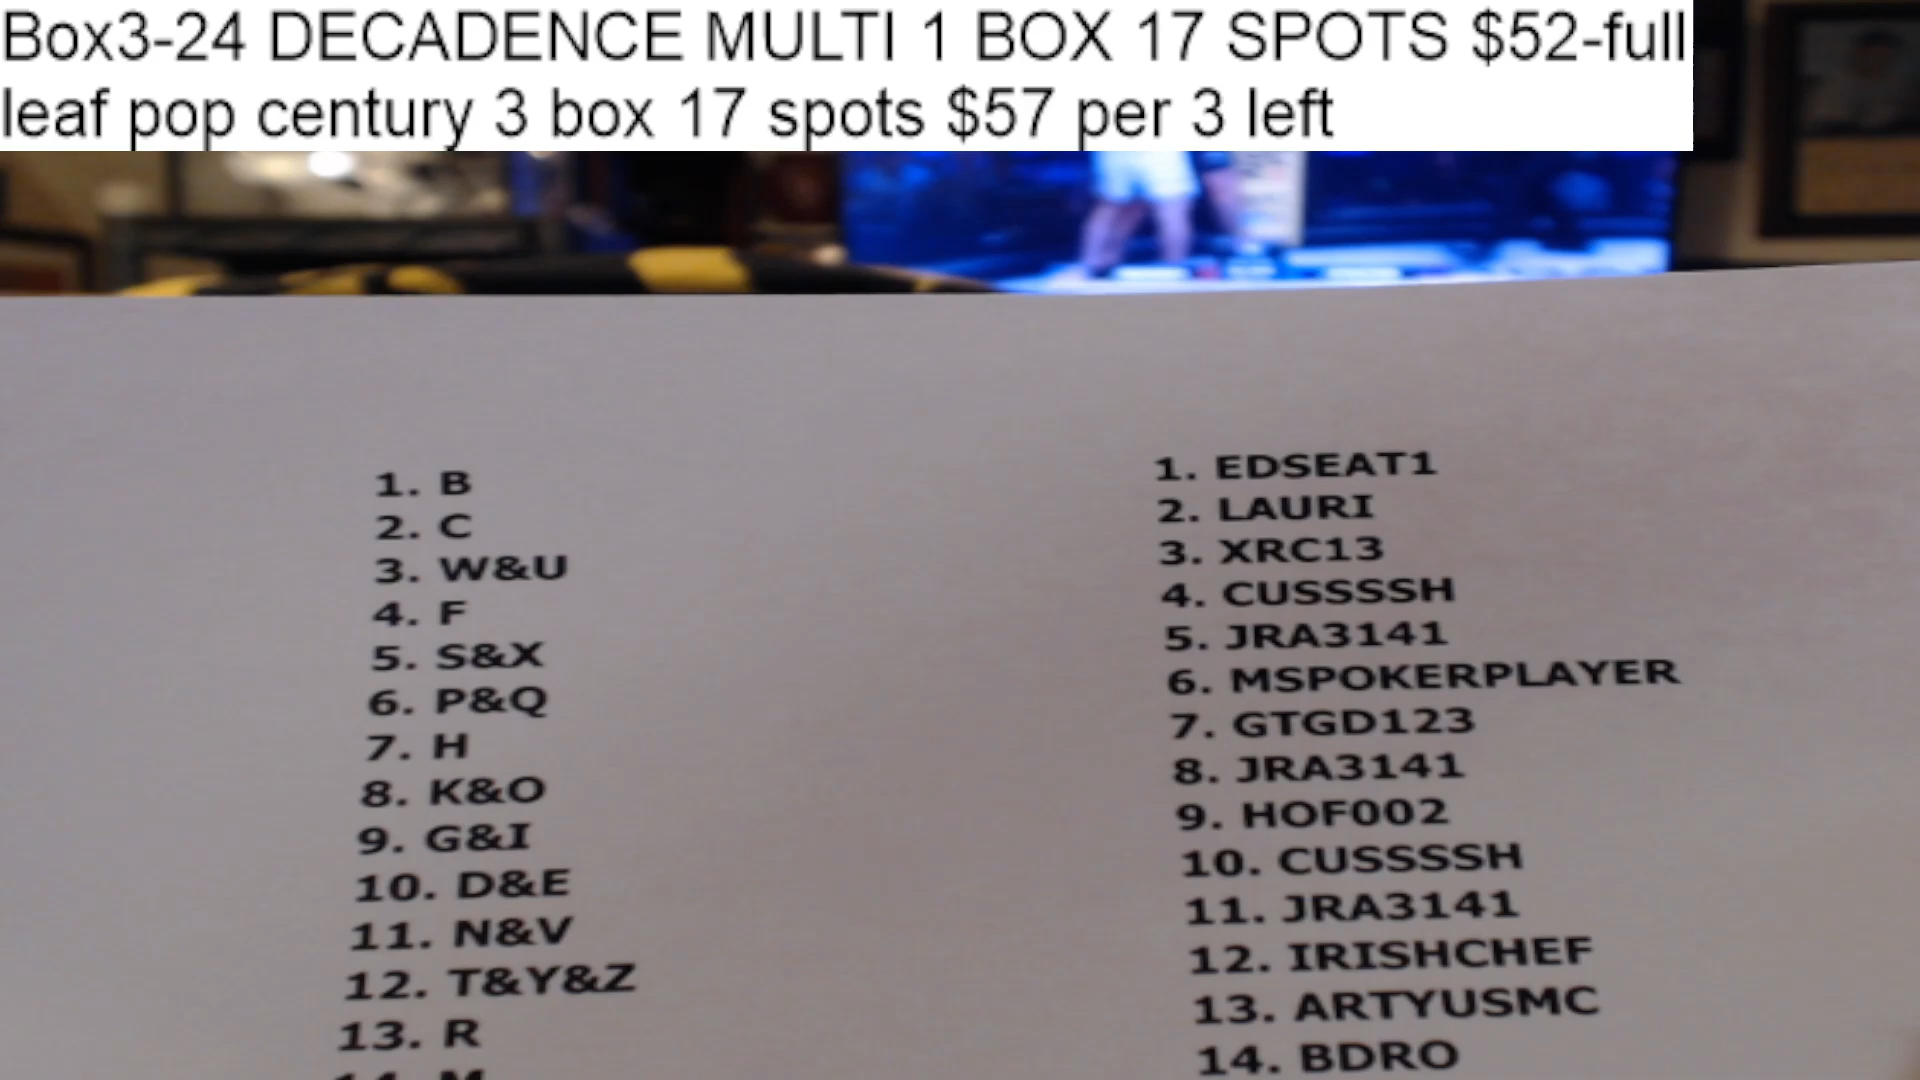 Box3-24 DECADENCE MULTI 1 BOX 17 SPOTS $52-full
leaf pop century 3 box 17 spots $57 per 3 left
1. B
2. C
3. W&U
4. F
5. S&X
6. P&Q
7. H
8. K&O
9. G&I
10. D&E
11. N&V
12. T&Y&Z
13. R
14. M
1. EDSEAT1
2. LAURI
3. XRC13
4. CUSSSSH
5. JRA3141
6. MSPOKERPLAYER
7. GTGD123
8. JRA3141
9. HOF002
10. CUSSSSH
11. JRA3141
12. IRISHCHEF
13. ARTYUSMC
14. BDRO